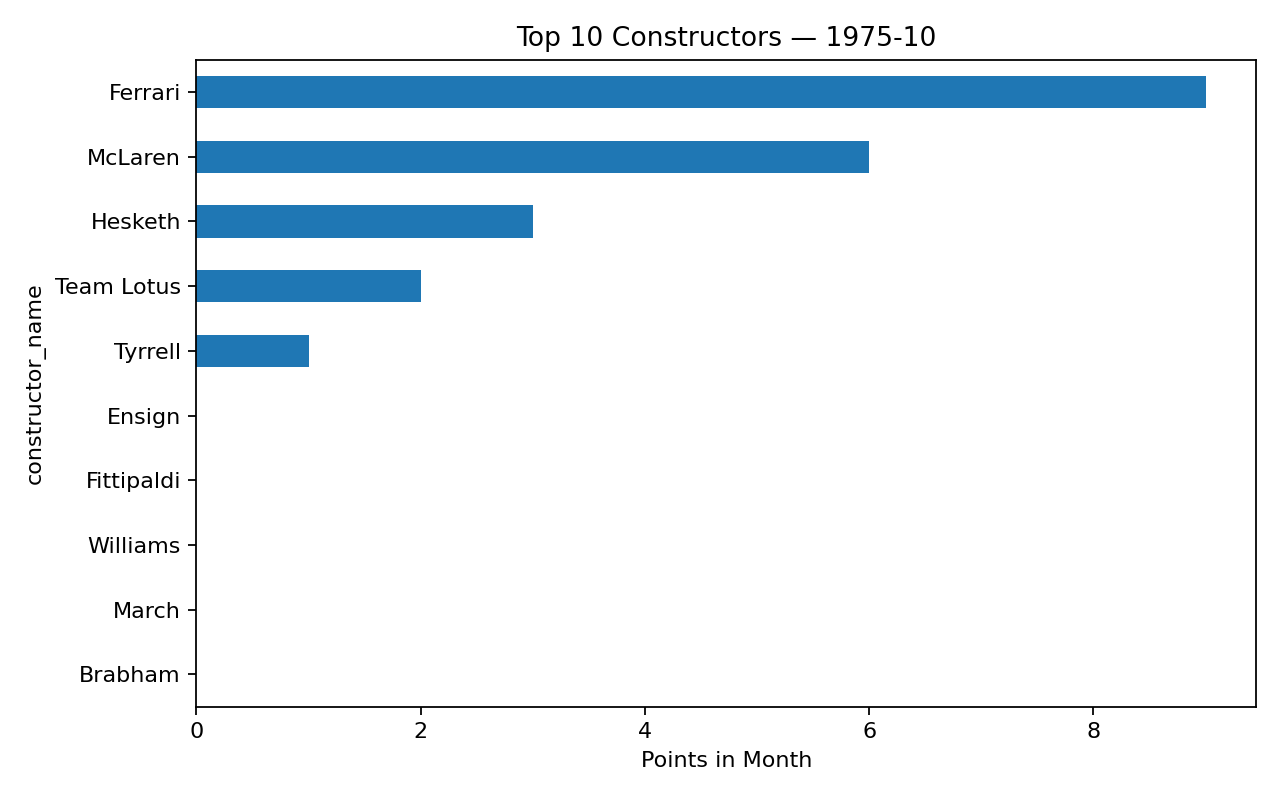 Top 10 Constructors — 1975-10
constructor_name
Ferrari
McLaren
Hesketh
Team Lotus
Tyrrell
Ensign
Fittipaldi
Williams
March
Brabham
0 2 4 6 8
Points in Month